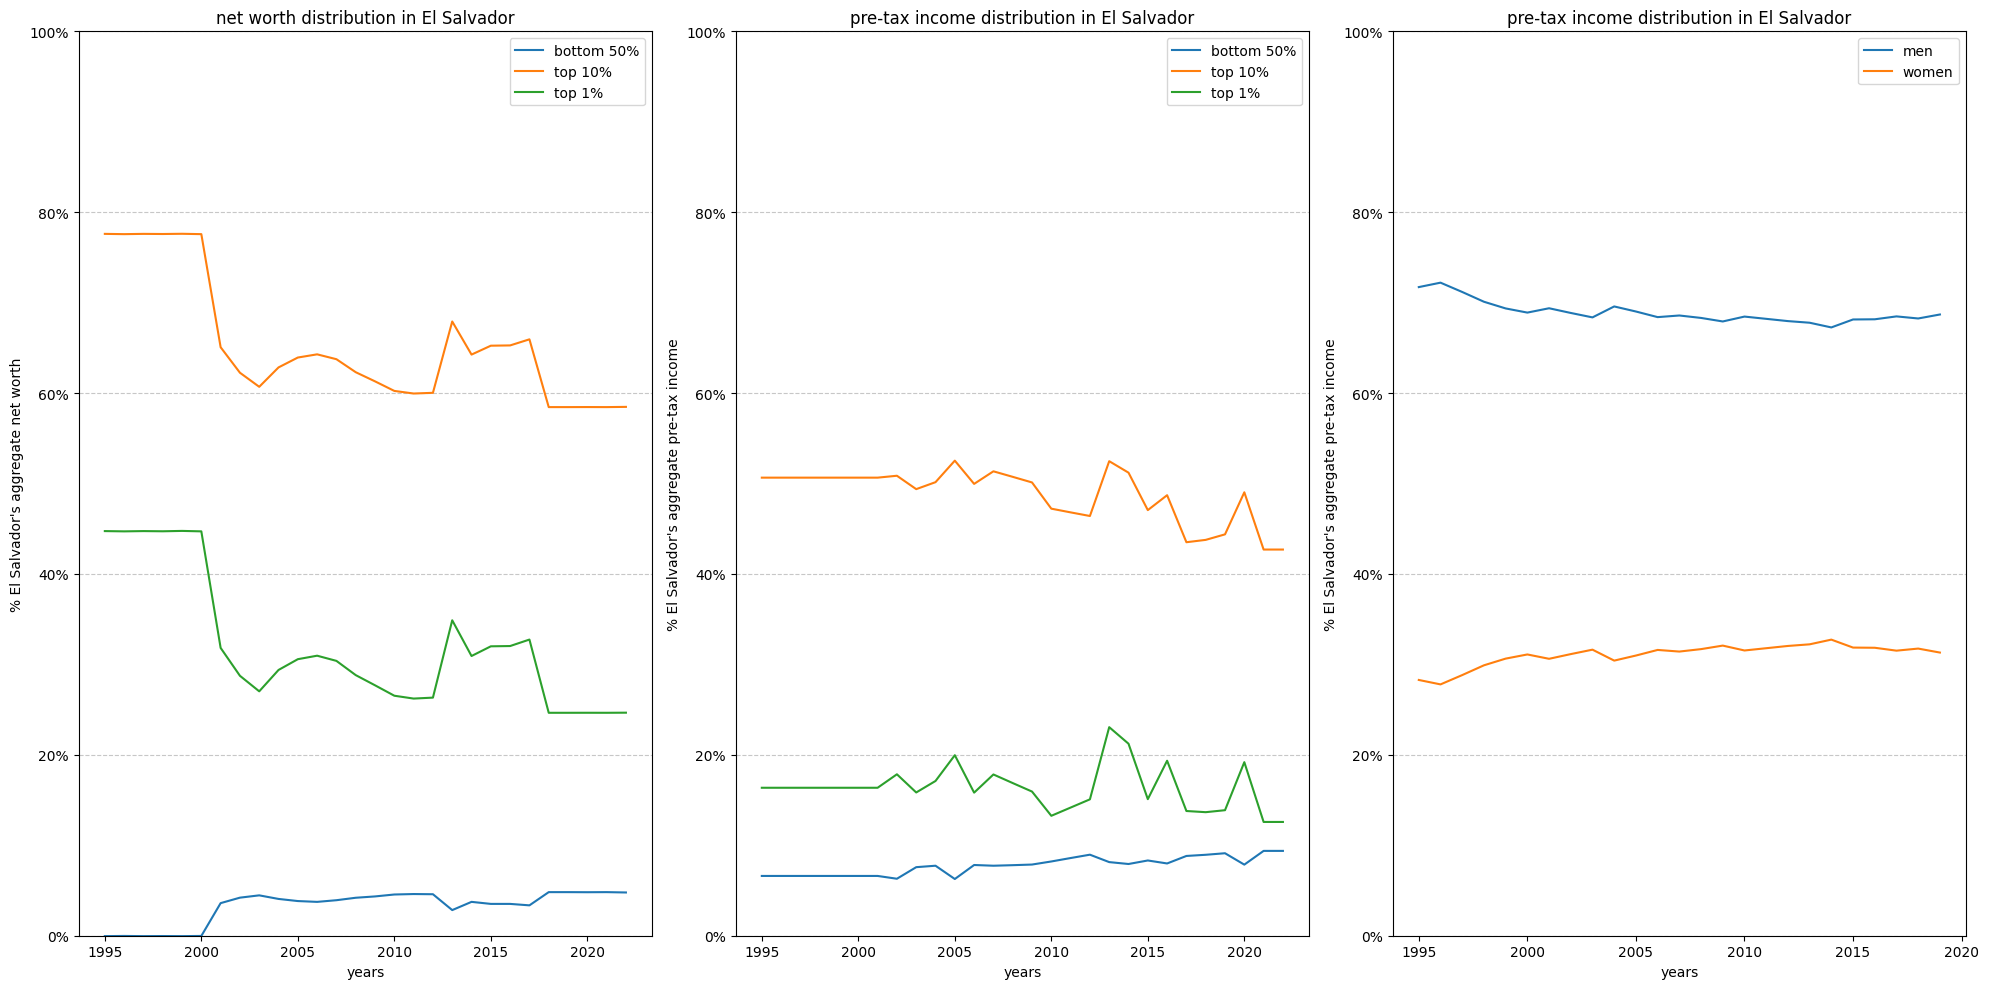 net worth distribution in El Salvador
100%
80%
60%
40%
20%
0%
% El Salvador's aggregate net worth
bottom 50%
top 10%
top 1%
1995
2000
2005
2010
2015
2020
years
pre-tax income distribution in El Salvador
100%
80%
60%
40%
20%
0%
% El Salvador's aggregate pre-tax income
bottom 50%
top 10%
top 1%
1995
2000
2005
2010
2015
2020
years
pre-tax income distribution in El Salvador
100%
80%
60%
40%
20%
0%
% El Salvador's aggregate pre-tax income
men
women
1995
2000
2005
2010
2015
2020
years